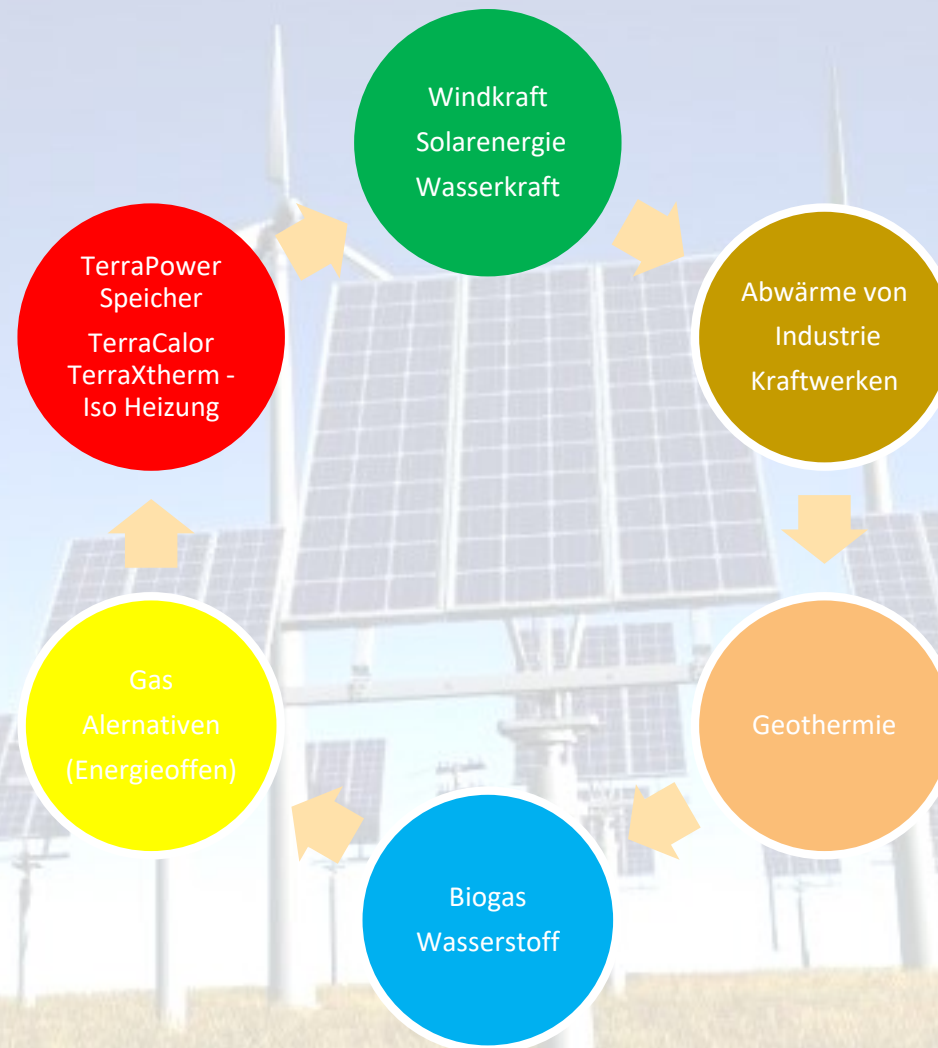 Windkraft
Solarenergie
Wasserkraft
Abwärme von
Industrie
Kraftwerken
Geothermie
Biogas
Wasserstoff
Gas
Alernativen
(Energieoffen)
TerraPower
Speicher
TerraCalor
TerraXtherm -
Iso Heizung